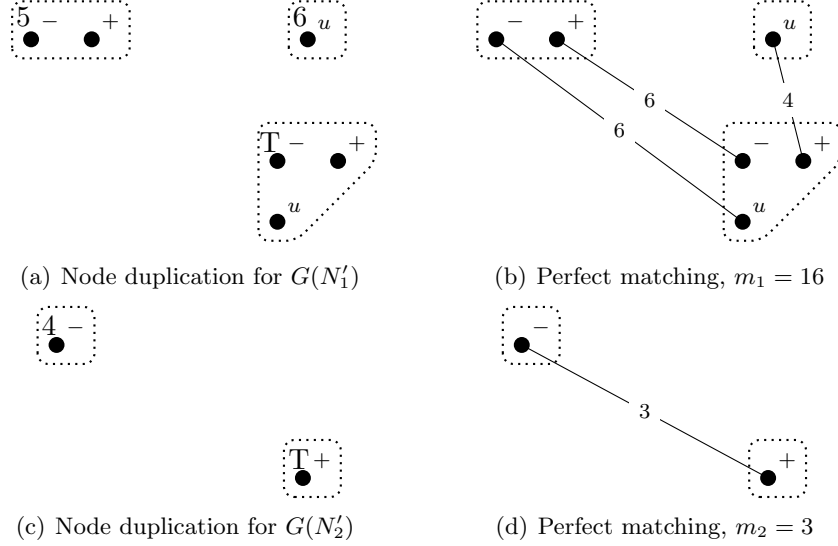 5 − + 6 u − + u
6 6 4
T − + − +
u u
(a) Node duplication for G(N′₁) (b) Perfect matching, m₁ = 16
4 − −
3
T + +
(c) Node duplication for G(N′₂) (d) Perfect matching, m₂ = 3